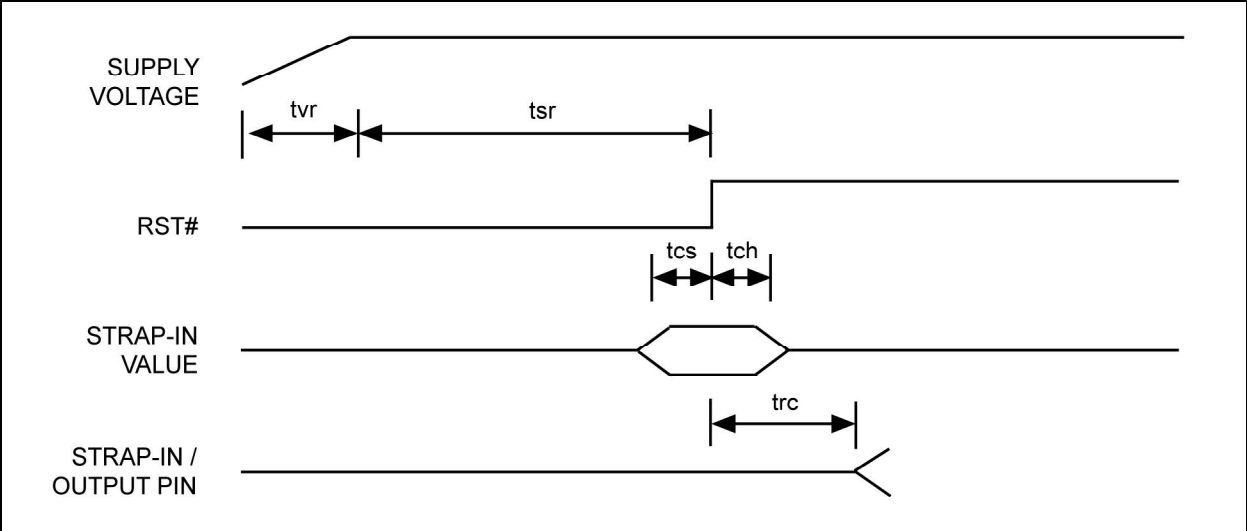 SUPPLY
VOLTAGE
tvr
tsr
RST#
tcs
tch
STRAP-IN
VALUE
trc
STRAP-IN /
OUTPUT PIN